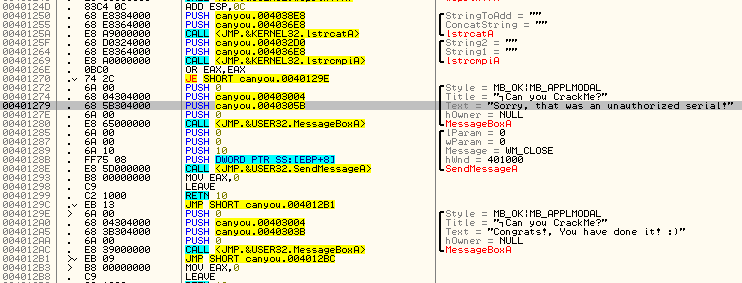 0040124D . 83C4 0C ADD ESP,0C
00401250 . 68 E8384000 PUSH canyou.004038E8 StringToAdd = ""
00401255 . 68 E8364000 PUSH canyou.004036E8 ConcatString = ""
0040125A . E8 A9000000 CALL <JMP.&KERNEL32.lstrcatA> lstrcatA
0040125F . 68 D0324000 PUSH canyou.004032D0 String2 = ""
00401264 . 68 E8364000 PUSH canyou.004036E8 String1 = ""
00401269 . E8 A0000000 CALL <JMP.&KERNEL32.lstrcmpiA> lstrcmpiA
0040126E . 0BC0 OR EAX,EAX
00401270 .v 74 2C JE SHORT canyou.0040129E
00401272 . 6A 00 PUSH 0 Style = MB_OK|MB_APPLMODAL
00401274 . 68 04304000 PUSH canyou.00403004 Title = "┐Can you CrackMe?"
00401279 . 68 5B304000 PUSH canyou.0040305B Text = "Sorry, that was an unauthorized serial!"
0040127E . 6A 00 PUSH 0 hOwner = NULL
00401280 . E8 65000000 CALL <JMP.&USER32.MessageBoxA> MessageBoxA
00401285 . 6A 00 PUSH 0 lParam = 0
00401287 . 6A 00 PUSH 0 wParam = 0
00401289 . 6A 10 PUSH 10 Message = WM_CLOSE
0040128B . FF75 08 PUSH DWORD PTR SS:[EBP+8] hWnd = 401000
0040128E . E8 5D000000 CALL <JMP.&USER32.SendMessageA> SendMessageA
00401293 . B8 00000000 MOV EAX,0
00401298 . C9 LEAVE
00401299 . C2 1000 RETN 10
0040129C .v EB 13 JMP SHORT canyou.004012B1
0040129E > 6A 00 PUSH 0 Style = MB_OK|MB_APPLMODAL
004012A0 . 68 04304000 PUSH canyou.00403004 Title = "┐Can you CrackMe?"
004012A5 . 68 3B304000 PUSH canyou.0040303B Text = "Congrats!, You have done it! :)"
004012AA . 6A 00 PUSH 0 hOwner = NULL
004012AC . E8 39000000 CALL <JMP.&USER32.MessageBoxA> MessageBoxA
004012B1 >v EB 09 JMP SHORT canyou.004012BC
004012B3 . B8 00000000 MOV EAX,0
004012B8 . C9 LEAVE